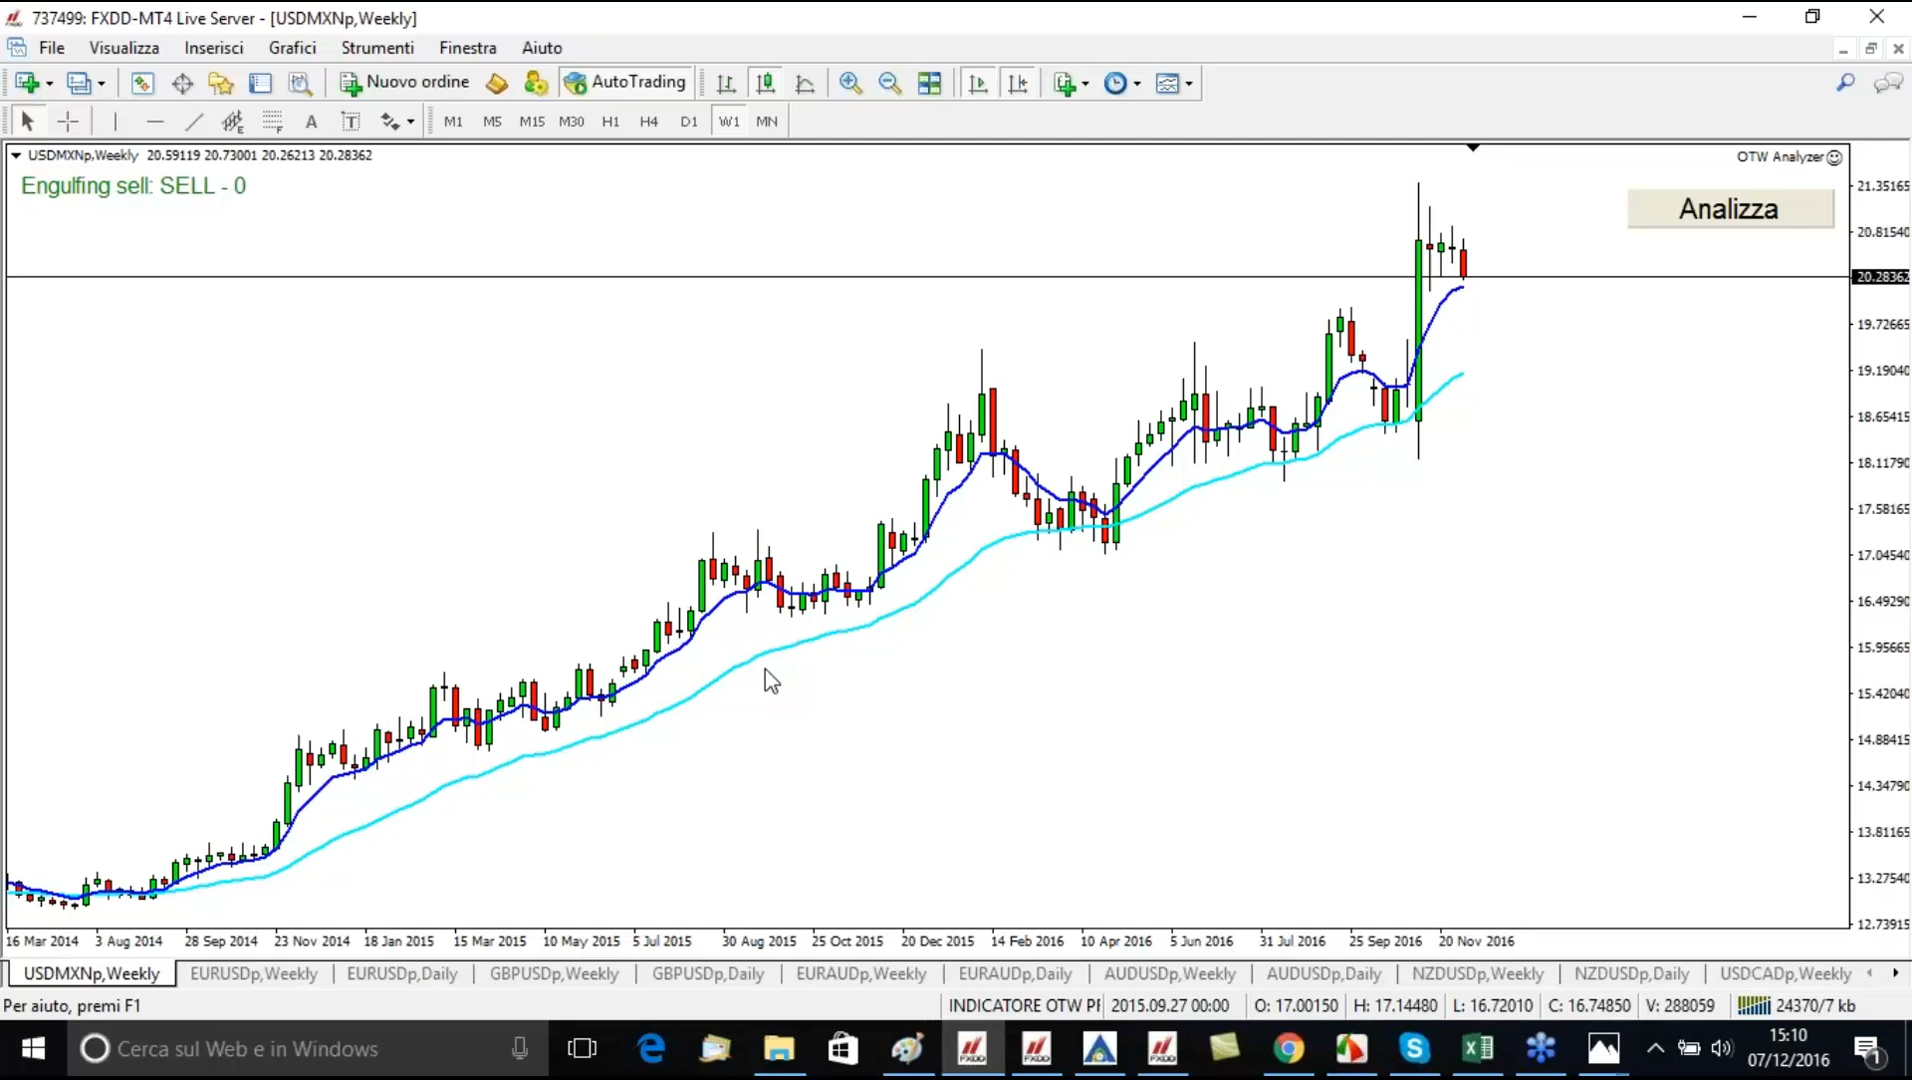 737499: FXDD-MT4 Live Server - [USDMXNp,Weekly]
File Visualizza Inserisci Grafici Strumenti Finestra Aiuto
Nuovo ordine AutoTrading
M1 M5 M15 M30 H1 H4 D1 W1 MN
USDMXNp,Weekly 20.59119 20.73001 20.26213 20.28362
OTW Analyzer
Engulfing sell: SELL - 0
Analizza
21.35165
20.81540
20.28362
19.72665
19.19040
18.65415
18.11790
17.58165
17.04540
16.49290
15.95665
15.42040
14.88415
14.34790
13.81165
13.27540
12.73915
16 Mar 2014 3 Aug 2014 28 Sep 2014 23 Nov 2014 18 Jan 2015 15 Mar 2015 10 May 2015 5 Jul 2015 30 Aug 2015 25 Oct 2015 20 Dec 2015 14 Feb 2016 10 Apr 2016 5 Jun 2016 31 Jul 2016 25 Sep 2016 20 Nov 2016
USDMXNp,Weekly EURUSDp,Weekly EURUSDp,Daily GBPUSDp,Weekly GBPUSDp,Daily EURAUDp,Weekly EURAUDp,Daily AUDUSDp,Weekly AUDUSDp,Daily NZDUSDp,Weekly NZDUSDp,Daily USDCADp,Weekly
Per aiuto, premi F1 INDICATORE OTW PF 2015.09.27 00:00 O: 17.00150 H: 17.14480 L: 16.72010 C: 16.74850 V: 288059 24370/7 kb
Cerca sul Web e in Windows
15:10
07/12/2016
1